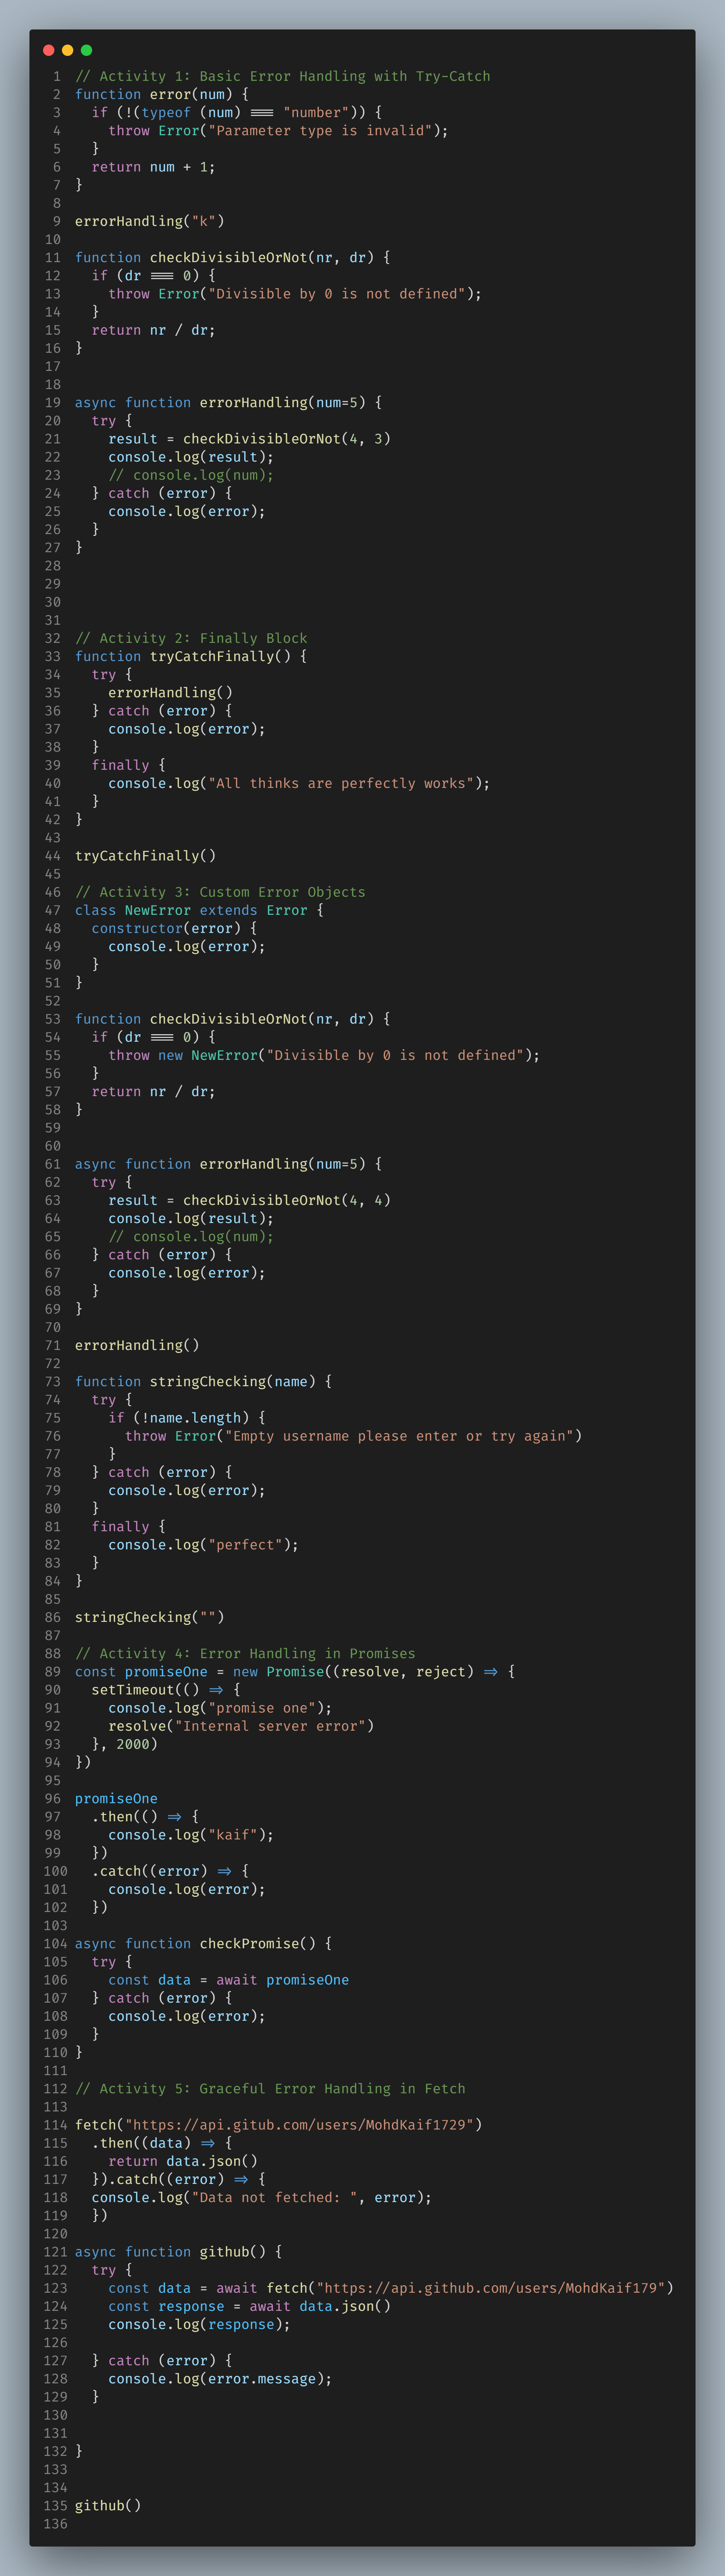 1 // Activity 1: Basic Error Handling with Try-Catch
2 function error(num) {
3   if (!(typeof (num) === "number")) {
4     throw Error("Parameter type is invalid");
5   }
6   return num + 1;
7 }
8
9 errorHandling("k")
10
11 function checkDivisibleOrNot(nr, dr) {
12   if (dr === 0) {
13     throw Error("Divisible by 0 is not defined");
14   }
15   return nr / dr;
16 }
17
18
19 async function errorHandling(num=5) {
20   try {
21     result = checkDivisibleOrNot(4, 3)
22     console.log(result);
23     // console.log(num);
24   } catch (error) {
25     console.log(error);
26   }
27 }
28
29
30
31
32 // Activity 2: Finally Block
33 function tryCatchFinally() {
34   try {
35     errorHandling()
36   } catch (error) {
37     console.log(error);
38   }
39   finally {
40     console.log("All thinks are perfectly works");
41   }
42 }
43
44 tryCatchFinally()
45
46 // Activity 3: Custom Error Objects
47 class NewError extends Error {
48   constructor(error) {
49     console.log(error);
50   }
51 }
52
53 function checkDivisibleOrNot(nr, dr) {
54   if (dr === 0) {
55     throw new NewError("Divisible by 0 is not defined");
56   }
57   return nr / dr;
58 }
59
60
61 async function errorHandling(num=5) {
62   try {
63     result = checkDivisibleOrNot(4, 4)
64     console.log(result);
65     // console.log(num);
66   } catch (error) {
67     console.log(error);
68   }
69 }
70
71 errorHandling()
72
73 function stringChecking(name) {
74   try {
75     if (!name.length) {
76       throw Error("Empty username please enter or try again")
77     }
78   } catch (error) {
79     console.log(error);
80   }
81   finally {
82     console.log("perfect");
83   }
84 }
85
86 stringChecking("")
87
88 // Activity 4: Error Handling in Promises
89 const promiseOne = new Promise((resolve, reject) => {
90   setTimeout(() => {
91     console.log("promise one");
92     resolve("Internal server error")
93   }, 2000)
94 })
95
96 promiseOne
97   .then(() => {
98     console.log("kaif");
99   })
100   .catch((error) => {
101     console.log(error);
102   })
103
104 async function checkPromise() {
105   try {
106     const data = await promiseOne
107   } catch (error) {
108     console.log(error);
109   }
110 }
111
112 // Activity 5: Graceful Error Handling in Fetch
113
114 fetch("https://api.gitub.com/users/MohdKaif1729")
115   .then((data) => {
116     return data.json()
117   }).catch((error) => {
118   console.log("Data not fetched: ", error);
119   })
120
121 async function github() {
122   try {
123     const data = await fetch("https://api.github.com/users/MohdKaif179")
124     const response = await data.json()
125     console.log(response);
126
127   } catch (error) {
128     console.log(error.message);
129   }
130
131
132 }
133
134
135 github()
136